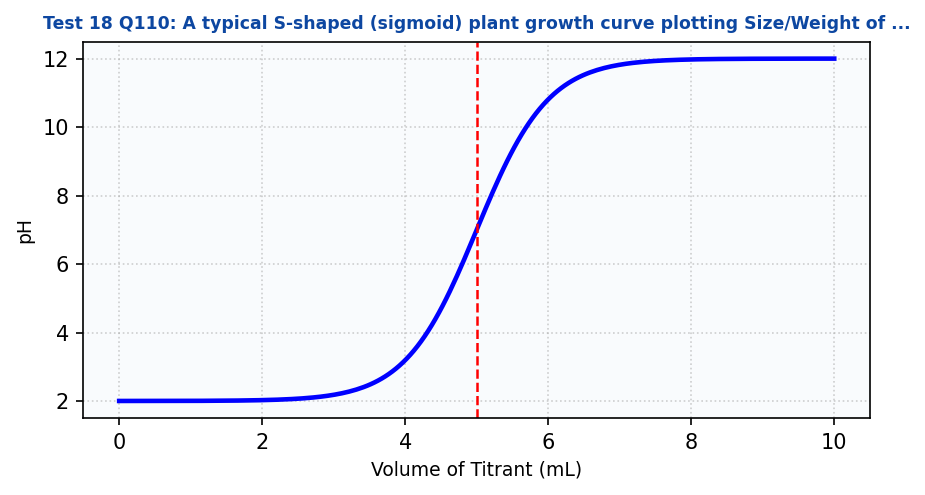 Test 18 Q110: A typical S-shaped (sigmoid) plant growth curve plotting Size/Weight of ...
12
10
8
6
4
2
pH
0 2 4 6 8 10
Volume of Titrant (mL)